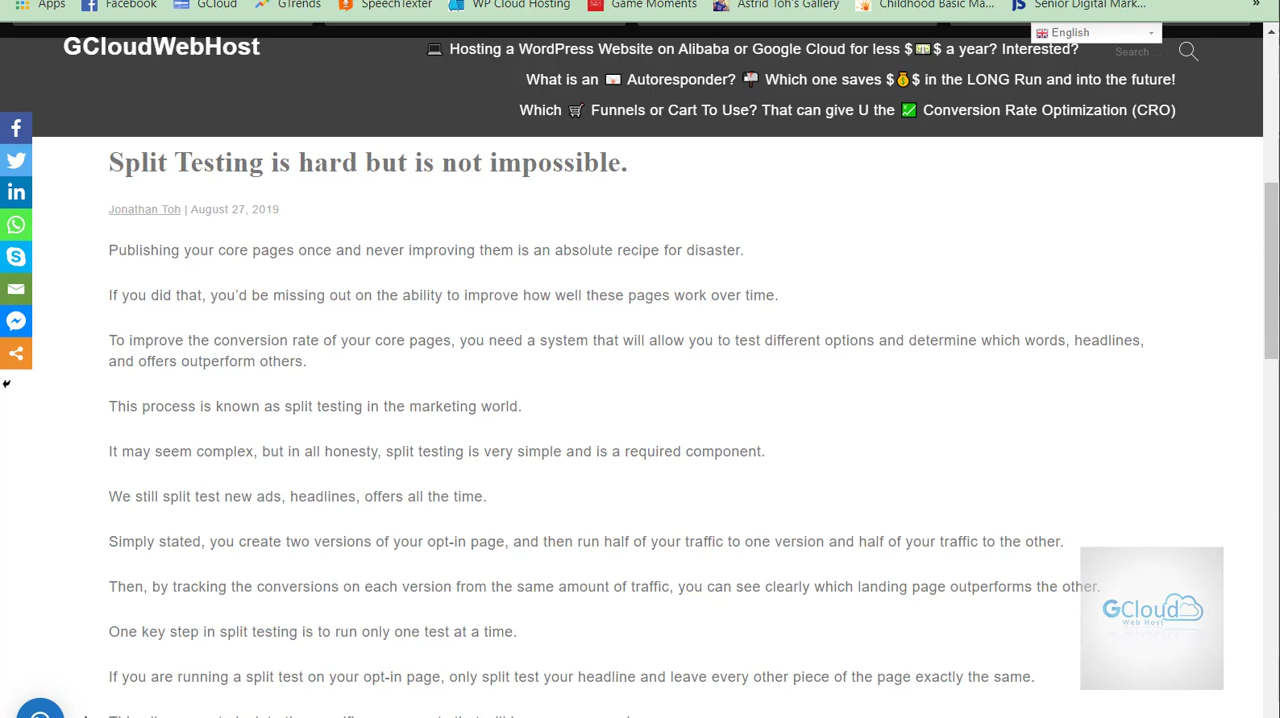 Apps Facebook GCloud GTrends SpeechTexter WP Cloud Hosting Game Moments Astrid Toh's Gallery Childhood Basic Ma... Senior Digital Mark... »
English
GCloudWebHost
Hosting a WordPress Website on Alibaba or Google Cloud for less $💵$ a year? Interested?
Search ...
What is an 📧 Autoresponder? 📬 Which one saves $💰$ in the LONG Run and into the future!
Which 🛒 Funnels or Cart To Use? That can give U the 💹 Conversion Rate Optimization (CRO)
Split Testing is hard but is not impossible.
Jonathan Toh | August 27, 2019
Publishing your core pages once and never improving them is an absolute recipe for disaster.
If you did that, you’d be missing out on the ability to improve how well these pages work over time.
To improve the conversion rate of your core pages, you need a system that will allow you to test different options and determine which words, headlines,
and offers outperform others.
This process is known as split testing in the marketing world.
It may seem complex, but in all honesty, split testing is very simple and is a required component.
We still split test new ads, headlines, offers all the time.
Simply stated, you create two versions of your opt-in page, and then run half of your traffic to one version and half of your traffic to the other.
Then, by tracking the conversions on each version from the same amount of traffic, you can see clearly which landing page outperforms the other.
GCloud
Web Host
One key step in split testing is to run only one test at a time.
If you are running a split test on your opt-in page, only split test your headline and leave every other piece of the page exactly the same.